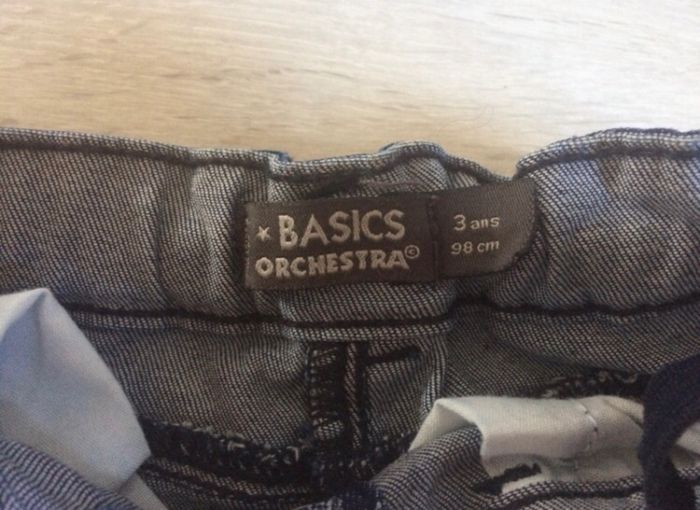 ★ BASICS
ORCHESTRA©
3 ans
98 cm